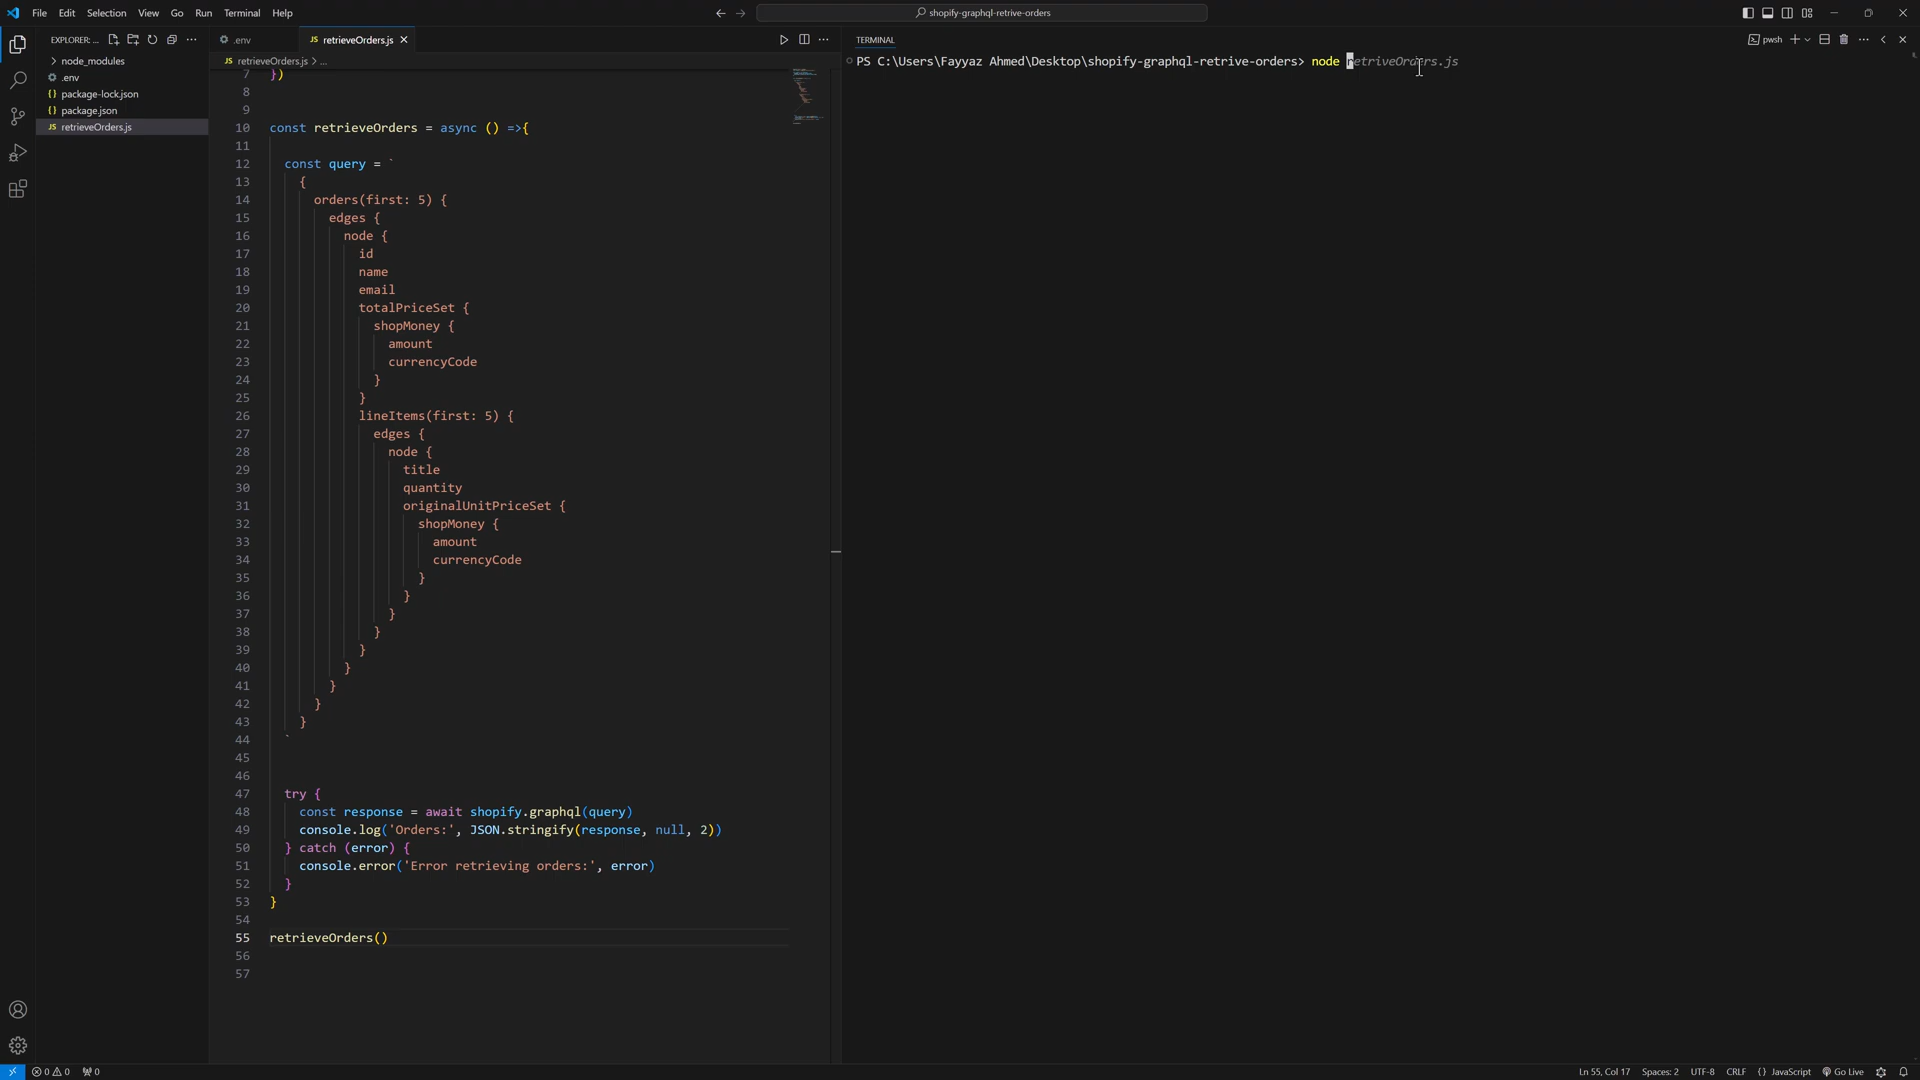 File Edit Selection View Go Run Terminal Help
shopify-graphql-retrive-orders
EXPLORER: ...
node_modules
.env
package-lock.json
package.json
retrieveOrders.js
.env
retrieveOrders.js
retrieveOrders.js > ...
7 })
8
9
10 const retrieveOrders = async () =>{
11
12 const query = `
13 {
14 orders(first: 5) {
15 edges {
16 node {
17 id
18 name
19 email
20 totalPriceSet {
21 shopMoney {
22 amount
23 currencyCode
24 }
25 }
26 lineItems(first: 5) {
27 edges {
28 node {
29 title
30 quantity
31 originalUnitPriceSet {
32 shopMoney {
33 amount
34 currencyCode
35 }
36 }
37 }
38 }
39 }
40 }
41 }
42 }
43 }
44 `
45
46
47 try {
48 const response = await shopify.graphql(query)
49 console.log('Orders:', JSON.stringify(response, null, 2))
50 } catch (error) {
51 console.error('Error retrieving orders:', error)
52 }
53 }
54
55 retrieveOrders()
56
57
TERMINAL
pwsh
PS C:\Users\Fayyaz Ahmed\Desktop\shopify-graphql-retrive-orders> node retriveOrders.js
0 0 0
Ln 55, Col 17 Spaces: 2 UTF-8 CRLF {} JavaScript Go Live